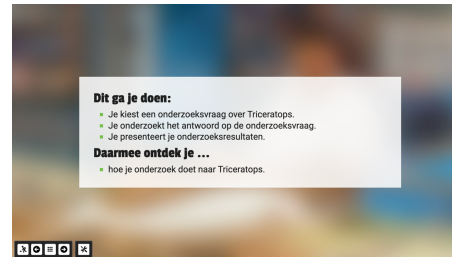 Dit ga je doen:
Je kiest een onderzoeksvraag over Triceratops.
Je onderzoekt het antwoord op de onderzoeksvraag.
Je presenteert je onderzoeksresultaten.
Daarmee ontdek je ...
hoe je onderzoek doet naar Triceratops.